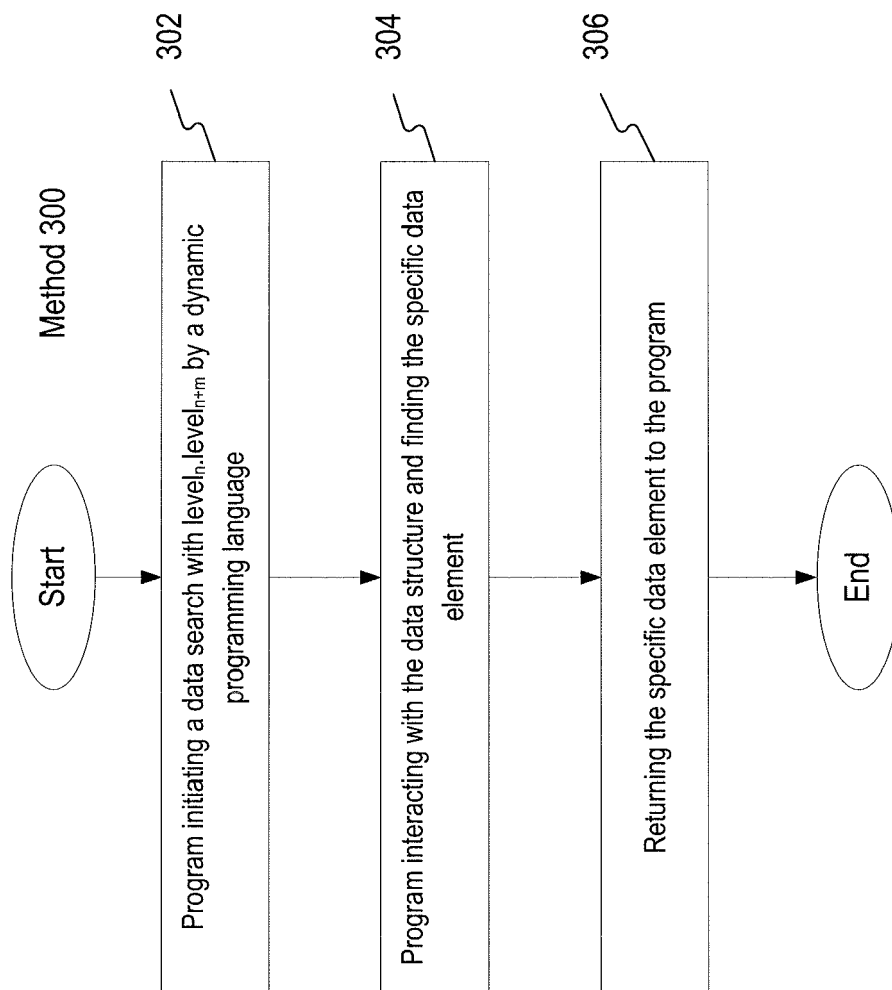 Method 300
Start
302
Program initiating a data search with levelₙ.levelₙ₊ₘ by a dynamic
programming language
304
Program interacting with the data structure and finding the specific data
element
306
Returning the specific data element to the program
End